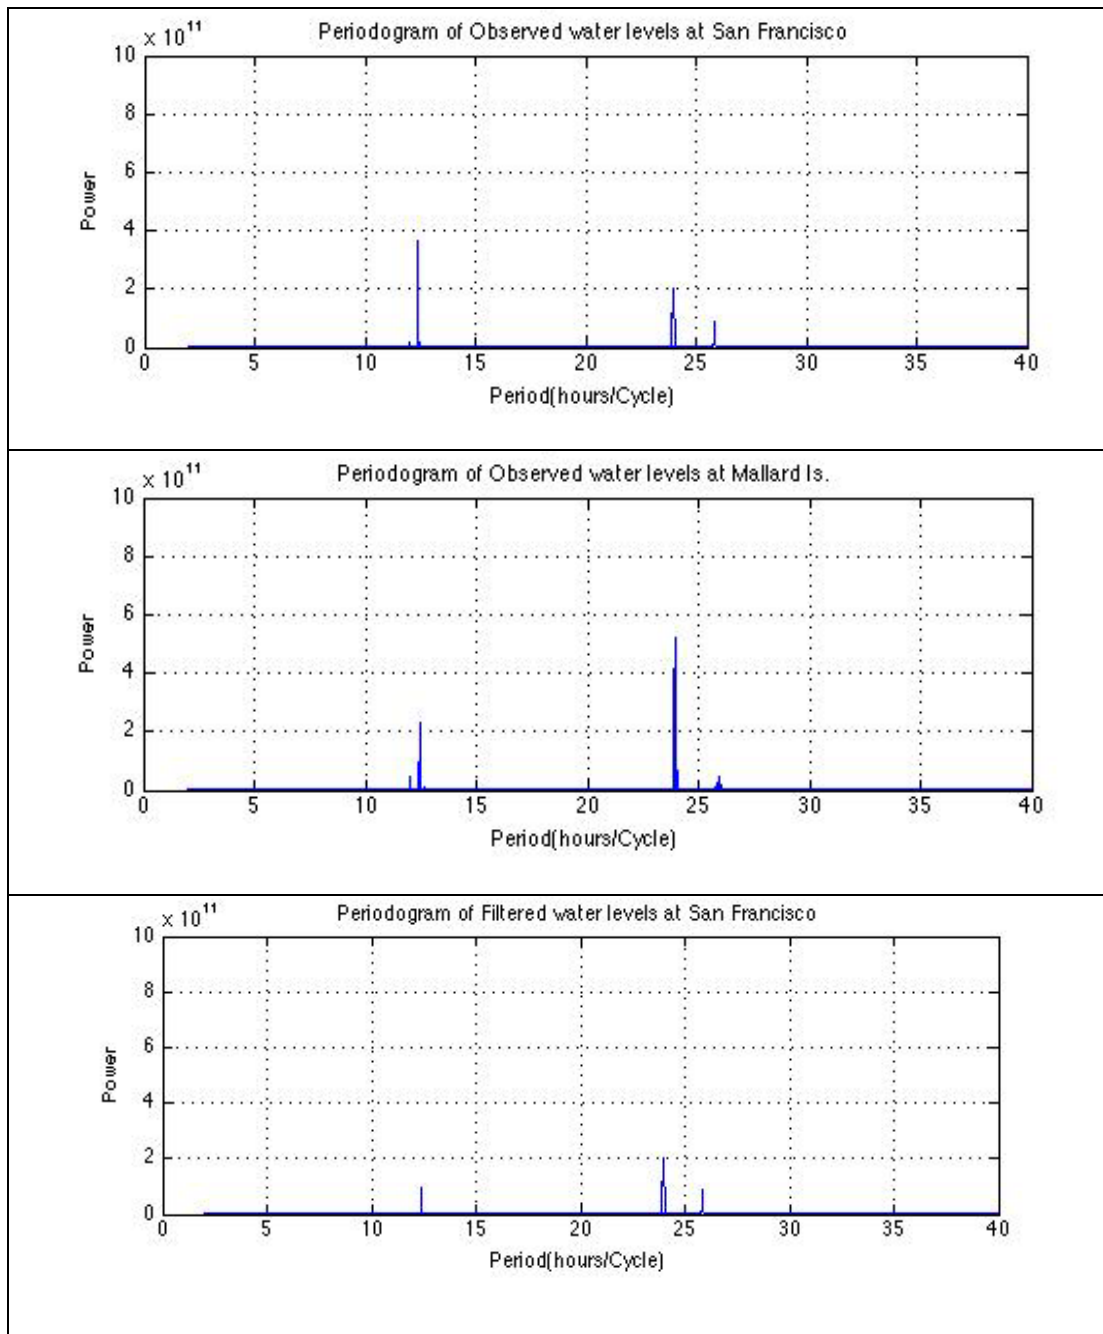 Periodogram of Observed water levels at San Francisco
x 10^11
10
8
6
4
2
0
Power
0 5 10 15 20 25 30 35 40
Period(hours/Cycle)
Periodogram of Observed water levels at Mallard Is.
x 10^11
10
8
6
4
2
0
Power
0 5 10 15 20 25 30 35 40
Period(hours/Cycle)
Periodogram of Filtered water levels at San Francisco
x 10^11
10
8
6
4
2
0
Power
0 5 10 15 20 25 30 35 40
Period(hours/Cycle)